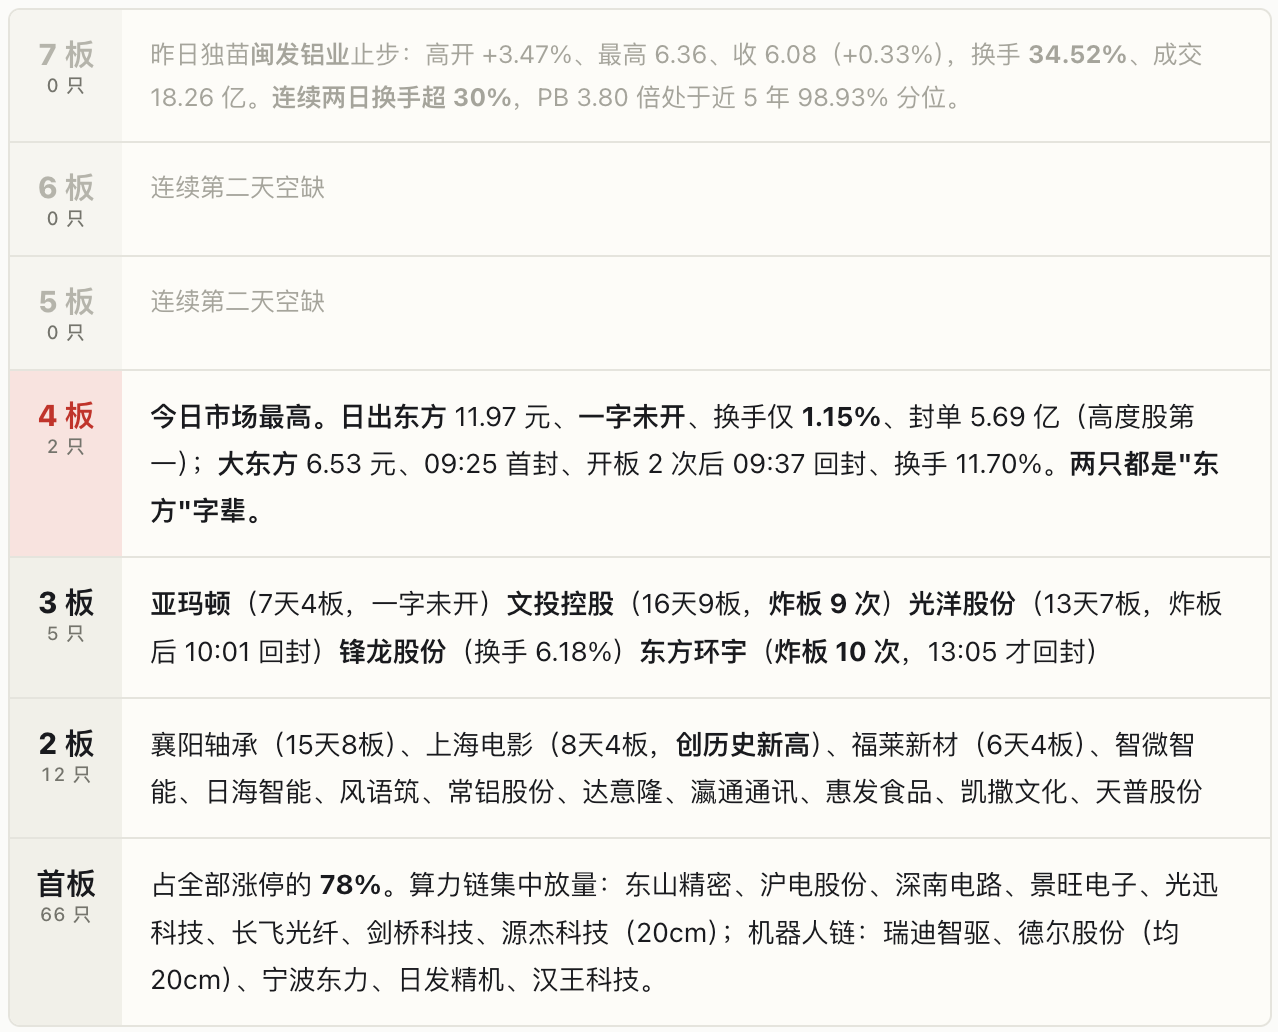 7 板
0 只
昨日独苗闽发铝业止步：高开 +3.47%、最高 6.36、收 6.08（+0.33%），换手 34.52%、成交
18.26 亿。连续两日换手超 30%，PB 3.80 倍处于近 5 年 98.93% 分位。
6 板
0 只
连续第二天空缺
5 板
0 只
连续第二天空缺
4 板
2 只
今日市场最高。日出东方 11.97 元、一字未开、换手仅 1.15%、封单 5.69 亿（高度股第
一）；大东方 6.53 元、09:25 首封、开板 2 次后 09:37 回封、换手 11.70%。两只都是"东
方"字辈。
3 板
5 只
亚玛顿（7天4板，一字未开）文投控股（16天9板，炸板 9 次）光洋股份（13天7板，炸板
后 10:01 回封）锋龙股份（换手 6.18%）东方环宇（炸板 10 次，13:05 才回封）
2 板
12 只
襄阳轴承（15天8板）、上海电影（8天4板，创历史新高）、福莱新材（6天4板）、智微智
能、日海智能、风语筑、常铝股份、达意隆、瀛通通讯、惠发食品、凯撒文化、天普股份
首板
66 只
占全部涨停的 78%。算力链集中放量：东山精密、沪电股份、深南电路、景旺电子、光迅
科技、长飞光纤、剑桥科技、源杰科技（20cm）；机器人链：瑞迪智驱、德尔股份（均
20cm）、宁波东力、日发精机、汉王科技。